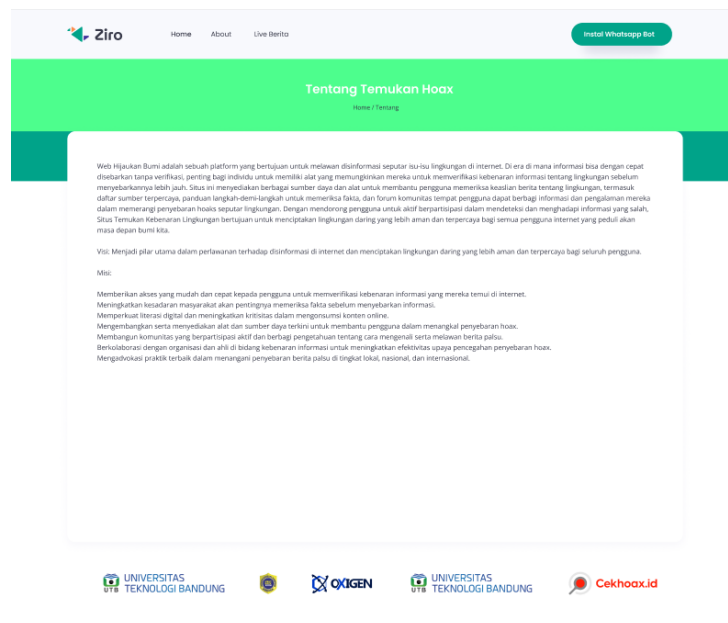 Ziro
Home About Live Berita
Instal Whatsapp Bot
Tentang Temukan Hoax
Home / Tentang
Web Hijaukan Bumi adalah sebuah platform yang bertujuan untuk melawan disinformasi seputar isu-isu lingkungan di internet. Di era di mana informasi bisa dengan cepat
disebarkan tanpa verifikasi, penting bagi individu untuk memiliki alat yang memungkinkan mereka untuk memverifikasi kebenaran informasi tentang lingkungan sebelum
menyebarkannya lebih jauh. Situs ini menyediakan berbagai sumber daya dan alat untuk membantu pengguna memeriksa keaslian berita tentang lingkungan, termasuk
daftar sumber terpercaya, panduan langkah-demi-langkah untuk memeriksa fakta, dan forum komunitas tempat pengguna dapat berbagi informasi dan pengalaman mereka
dalam memerangi penyebaran hoaks seputar lingkungan. Dengan mendorong pengguna untuk aktif berpartisipasi dalam mendeteksi dan menghadapi informasi yang salah,
Situs Temukan Kebenaran Lingkungan bertujuan untuk menciptakan lingkungan daring yang lebih aman dan terpercaya bagi semua pengguna internet yang peduli akan
masa depan bumi kita.
Visi: Menjadi pilar utama dalam perlawanan terhadap disinformasi di internet dan menciptakan lingkungan daring yang lebih aman dan terpercaya bagi seluruh pengguna.
Misi:
Memberikan akses yang mudah dan cepat kepada pengguna untuk memverifikasi kebenaran informasi yang mereka temui di internet.
Meningkatkan kesadaran masyarakat akan pentingnya memeriksa fakta sebelum menyebarkan informasi.
Memperkuat literasi digital dan meningkatkan kritisitas dalam mengonsumsi konten online.
Mengembangkan serta menyediakan alat dan sumber daya terkini untuk membantu pengguna dalam menangkal penyebaran hoax.
Membangun komunitas yang berpartisipasi aktif dan berbagi pengetahuan tentang cara mengenali serta melawan berita palsu.
Berkolaborasi dengan organisasi dan ahli di bidang kebenaran informasi untuk meningkatkan efektivitas upaya pencegahan penyebaran hoax.
Mengadvokasi praktik terbaik dalam menangani penyebaran berita palsu di tingkat lokal, nasional, dan internasional.
UTB UNIVERSITAS
TEKNOLOGI BANDUNG
OXIGEN
UTB UNIVERSITAS
TEKNOLOGI BANDUNG
Cekhoax.id